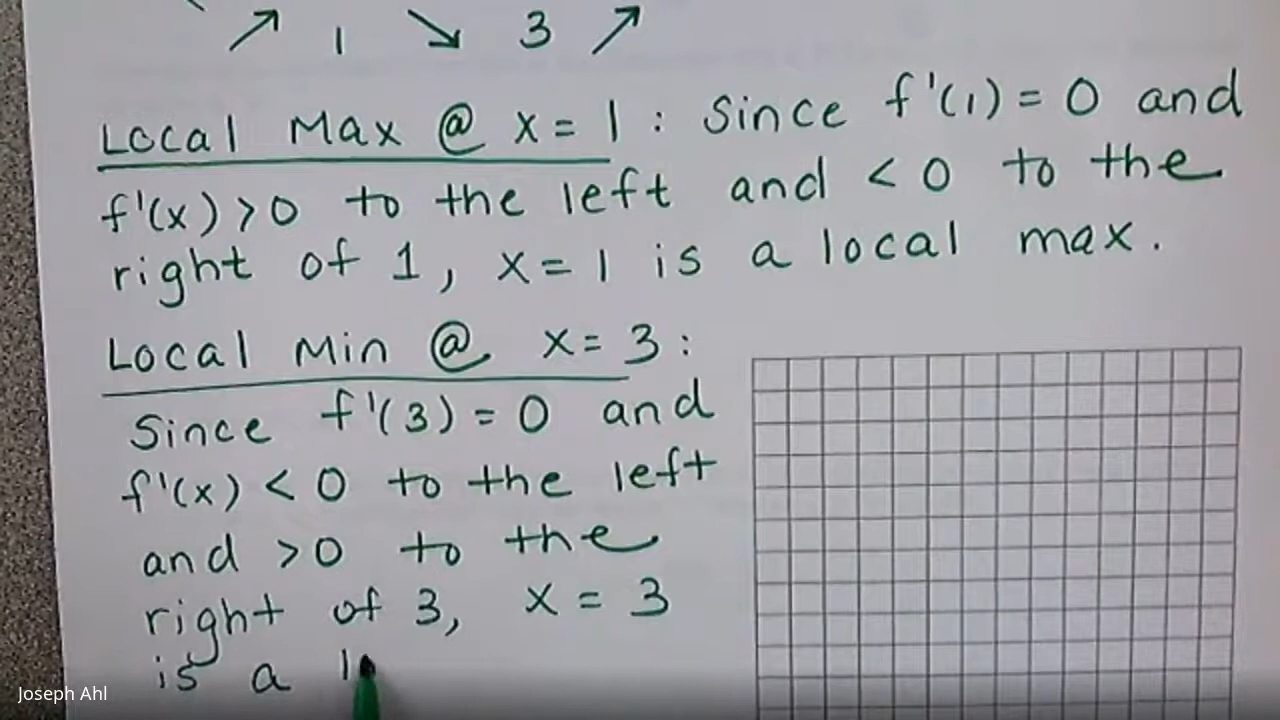 ↗ 1 ↘ 3 ↗
Local Max @ x = 1 : Since f'(1) = 0 and
f'(x) > 0 to the left and < 0 to the
right of 1, x = 1 is a local max.
Local Min @ x = 3 :
Since f'(3) = 0 and
f'(x) < 0 to the left
and > 0 to the
right of 3, x = 3
is a
Joseph Ahl